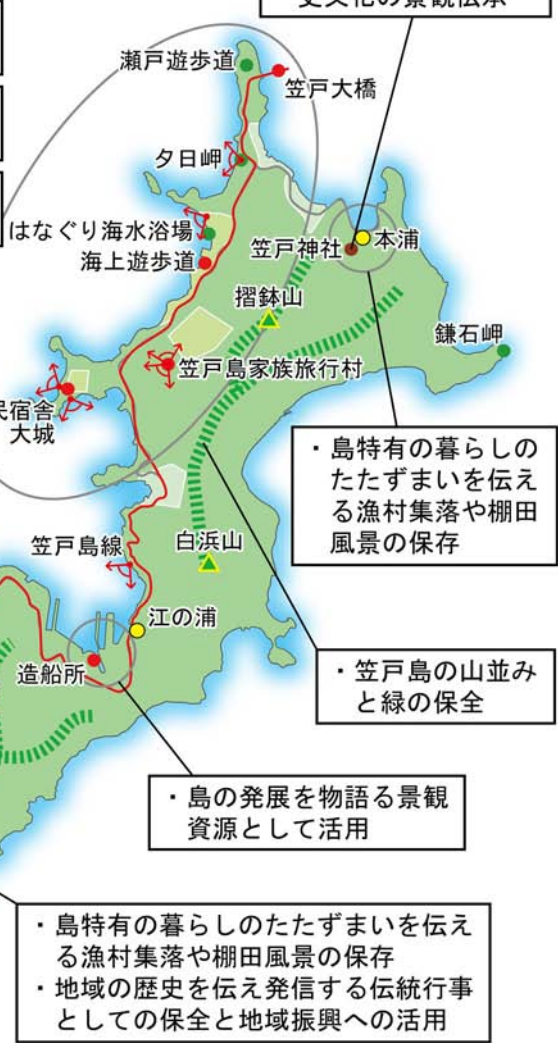 史文化の景観伝承
瀬戸遊歩道
笠戸大橋
夕日岬
はなぐり海水浴場
海上遊歩道
笠戸神社
本浦
摺鉢山
鎌石岬
笠戸島家族旅行村
民宿舎
大城
・島特有の暮らしの
たたずまいを伝え
る漁村集落や棚田
風景の保存
笠戸島線
白浜山
江の浦
造船所
・笠戸島の山並み
と緑の保全
・島の発展を物語る景観
資源として活用
・島特有の暮らしのたたずまいを伝え
る漁村集落や棚田風景の保存
・地域の歴史を伝え発信する伝統行事
としての保全と地域振興への活用